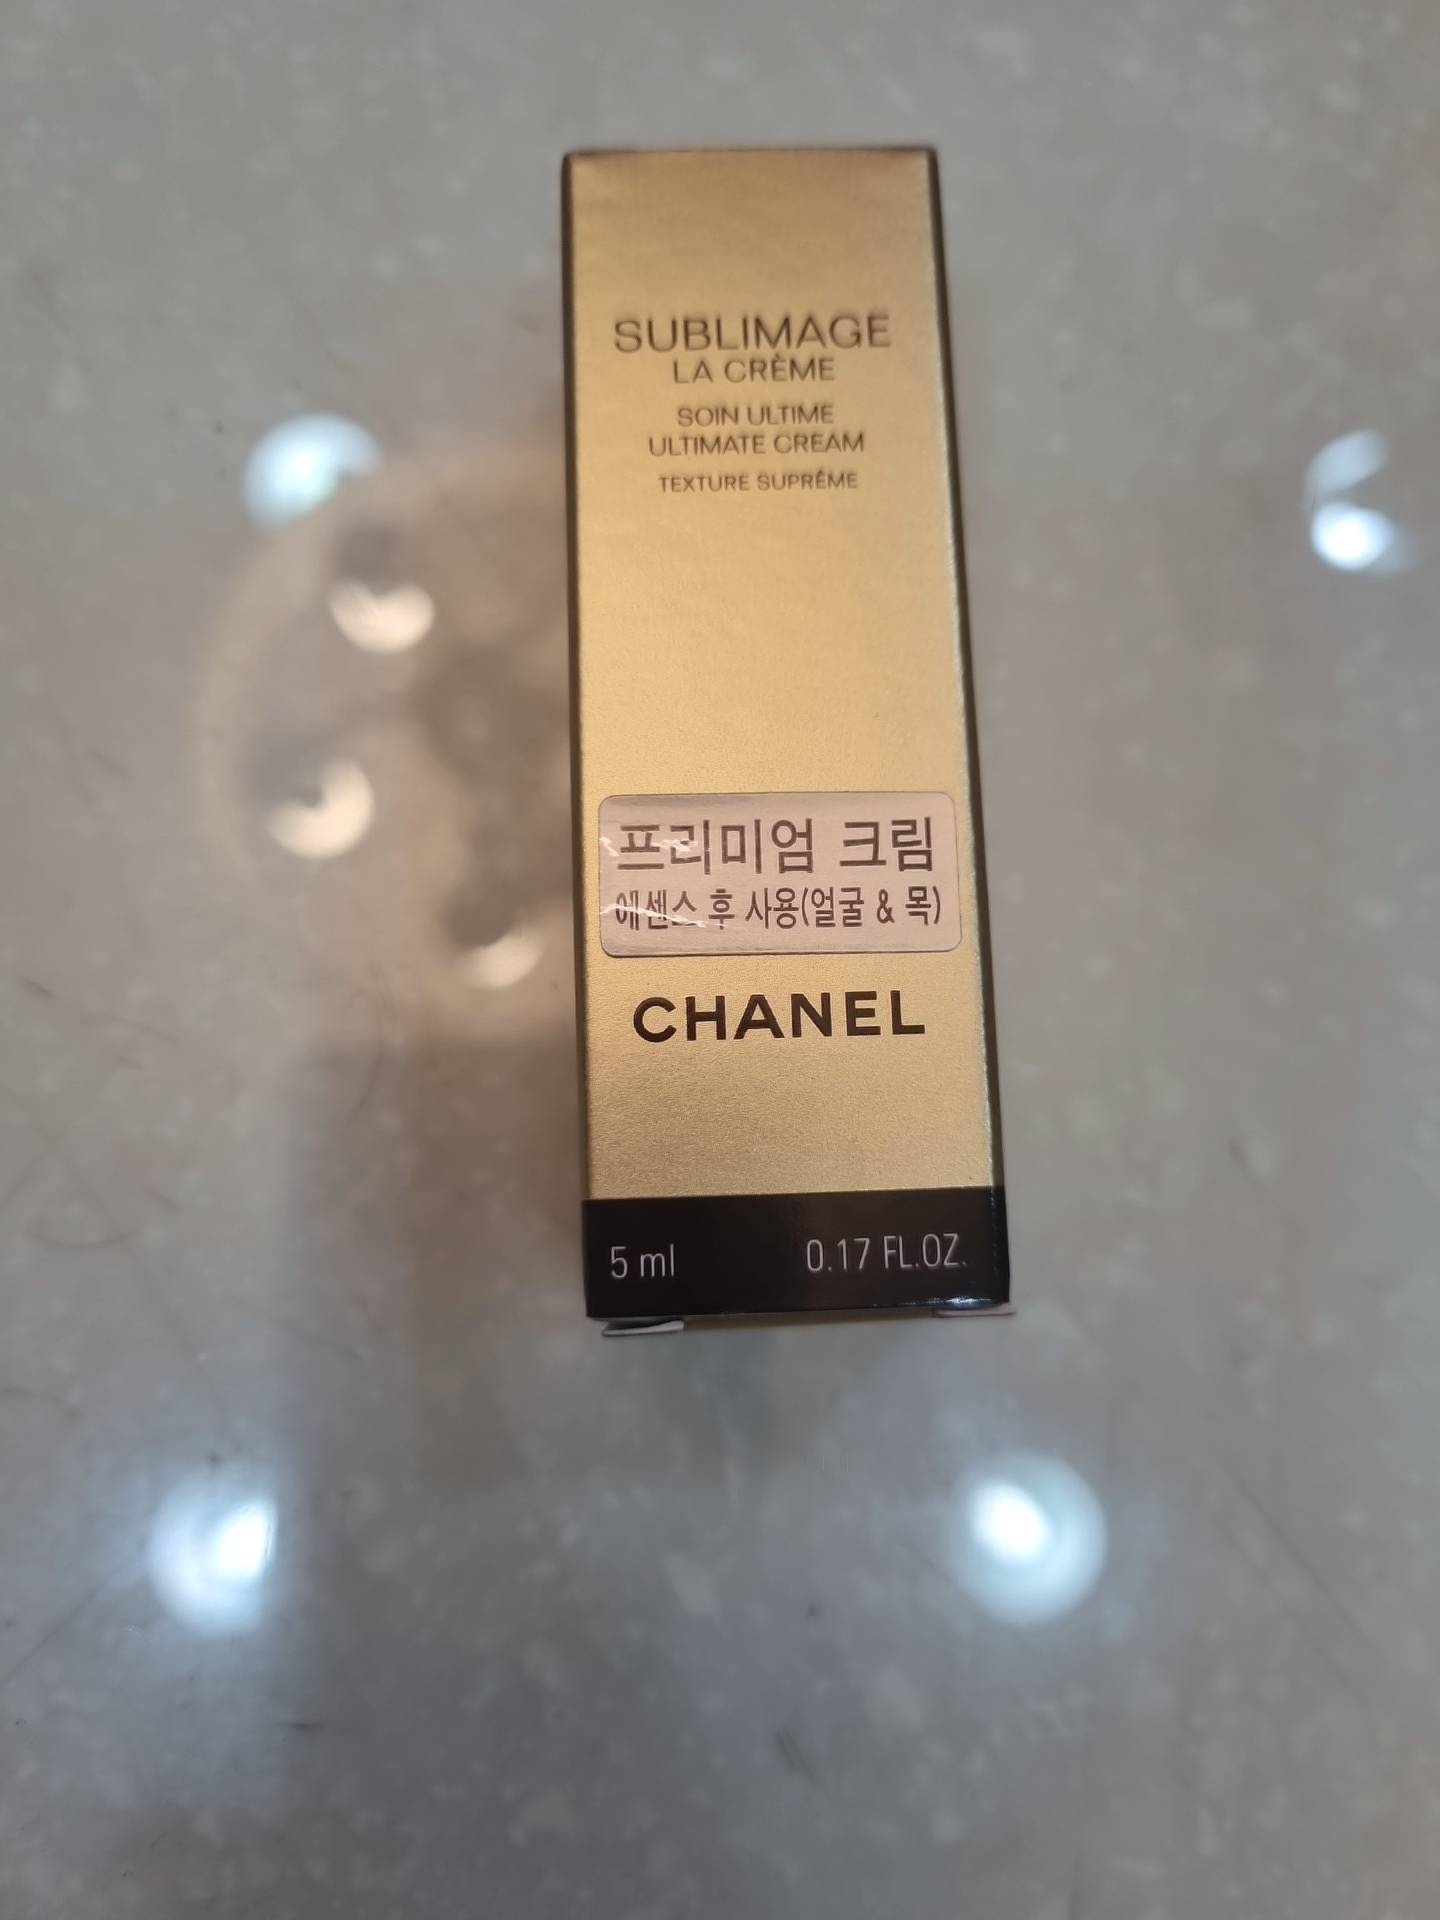 SUBLIMAGE
LA CRÈME
SOIN ULTIME
ULTIMATE CREAM
TEXTURE SUPRÊME
프리미엄 크림
에센스 후 사용(얼굴 & 목)
CHANEL
5 ml 0.17 FL.OZ.